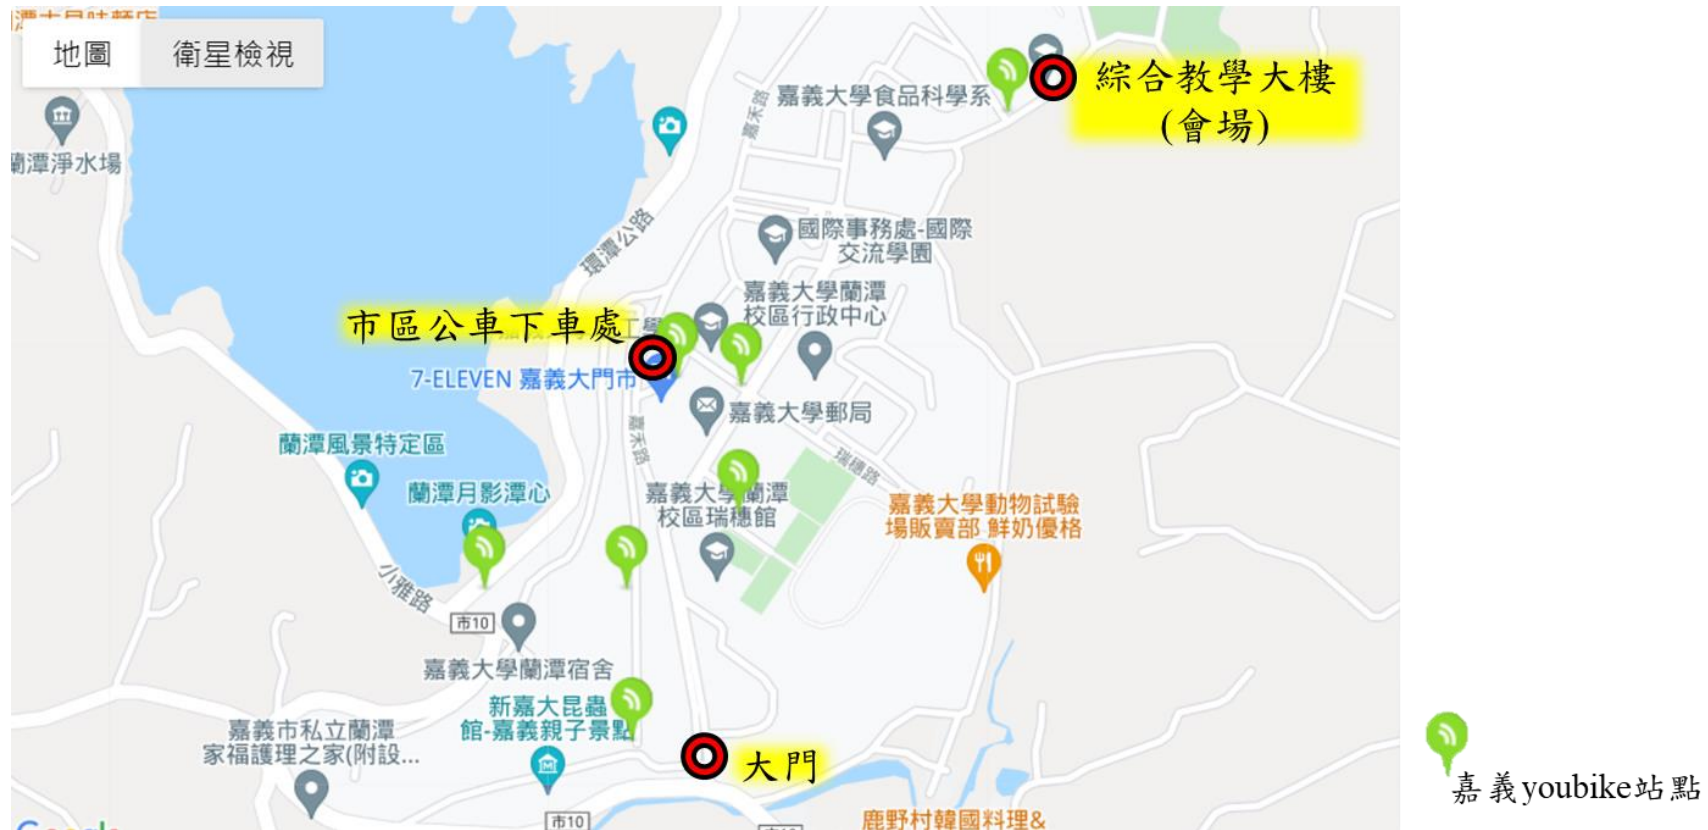 地圖
衛星檢視
綜合教學大樓
(會場)
嘉義大學食品科學系
嘉禾路
蘭潭淨水場
環潭公路
國際事務處-國際
交流學園
嘉義大學蘭潭
校區行政中心
市區公車下車處
7-ELEVEN 嘉義大門市
嘉義大學郵局
嘉禾路
瑞穗路
蘭潭風景特定區
蘭潭月影潭心
嘉義大學蘭潭
校區瑞穗館
嘉義大學動物試驗
場販賣部 鮮奶優格
小雅路
市10
嘉義大學蘭潭宿舍
新嘉大昆蟲
館-嘉義親子景點
嘉義市私立蘭潭
家福護理之家(附設...
大門
嘉義youbike站點
市10
鹿野村韓國料理&